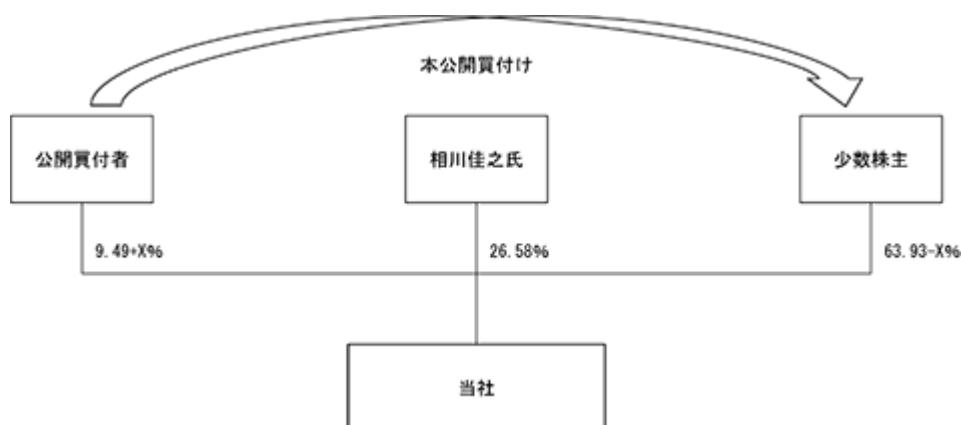 本公開買付け
公開買付者
相川佳之氏
少数株主
9.49+X%
26.58%
63.93-X%
当社